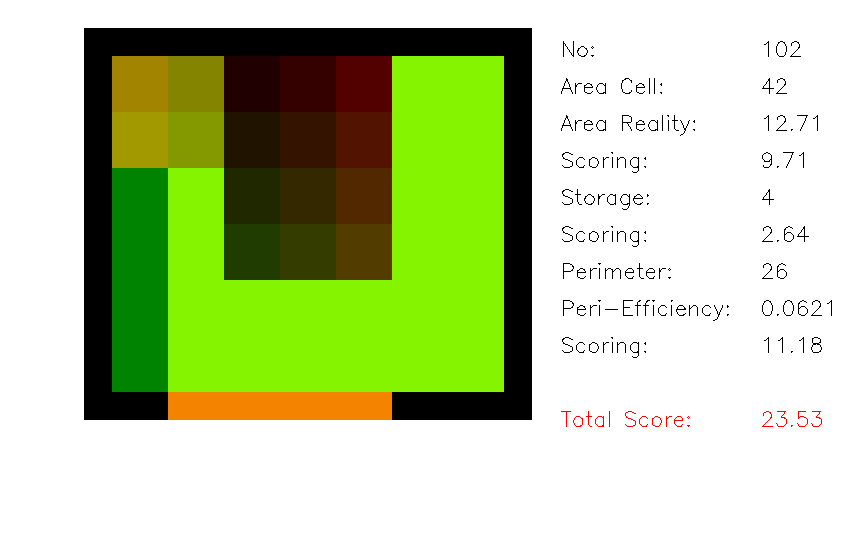 No: 102
Area Cell: 42
Area Reality: 12.71
Scoring: 9.71
Storage: 4
Scoring: 2.64
Perimeter: 26
Peri-Efficiency: 0.0621
Scoring: 11.18
Total Score: 23.53